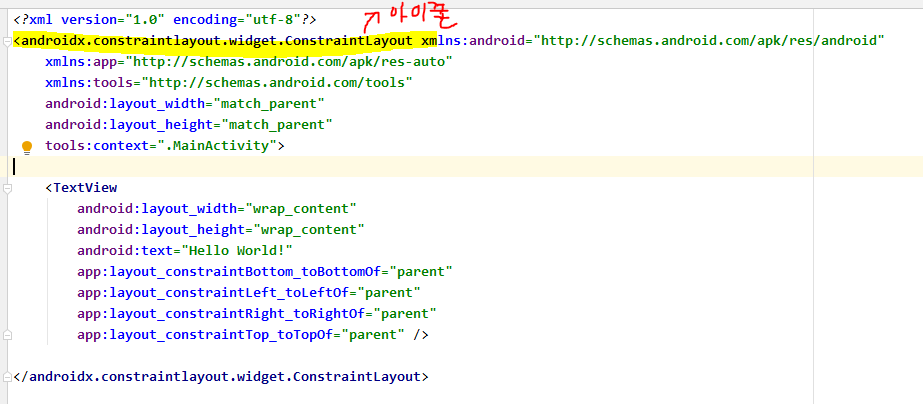 아이폰
<?xml version="1.0" encoding="utf-8"?>
<androidx.constraintlayout.widget.ConstraintLayout xmlns:android="http://schemas.android.com/apk/res/android"
    xmlns:app="http://schemas.android.com/apk/res-auto"
    xmlns:tools="http://schemas.android.com/tools"
    android:layout_width="match_parent"
    android:layout_height="match_parent"
    tools:context=".MainActivity">
    <TextView
        android:layout_width="wrap_content"
        android:layout_height="wrap_content"
        android:text="Hello World!"
        app:layout_constraintBottom_toBottomOf="parent"
        app:layout_constraintLeft_toLeftOf="parent"
        app:layout_constraintRight_toRightOf="parent"
        app:layout_constraintTop_toTopOf="parent" />
</androidx.constraintlayout.widget.ConstraintLayout>